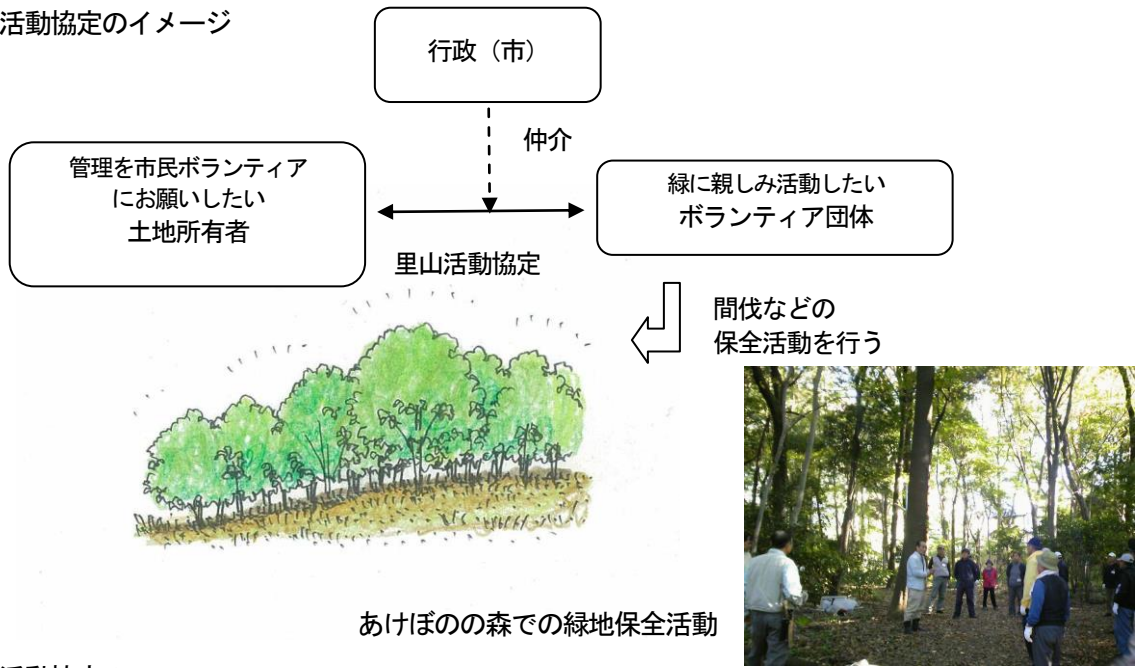 活動協定のイメージ
行政（市）
仲介
管理を市民ボランティア
にお願いしたい
土地所有者
緑に親しみ活動したい
ボランティア団体
里山活動協定
間伐などの
保全活動を行う
あけぼのの森での緑地保全活動